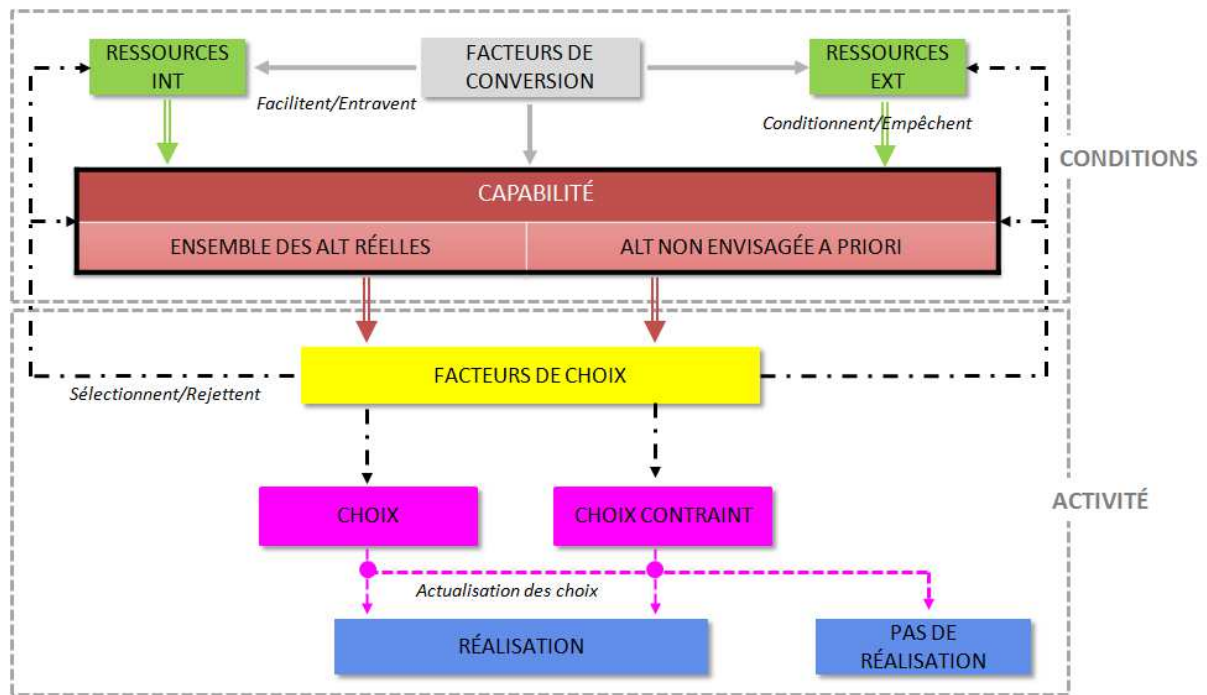 RESSOURCES
INT
FACTEURS DE
CONVERSION
RESSOURCES
EXT
Facilitent/Entravent
Conditionnent/Empêchent
CONDITIONS
CAPABILITÉ
ENSEMBLE DES ALT RÉELLES
ALT NON ENVISAGÉE A PRIORI
FACTEURS DE CHOIX
Sélectionnent/Rejettent
CHOIX
CHOIX CONTRAINT
ACTIVITÉ
Actualisation des choix
RÉALISATION
PAS DE
RÉALISATION